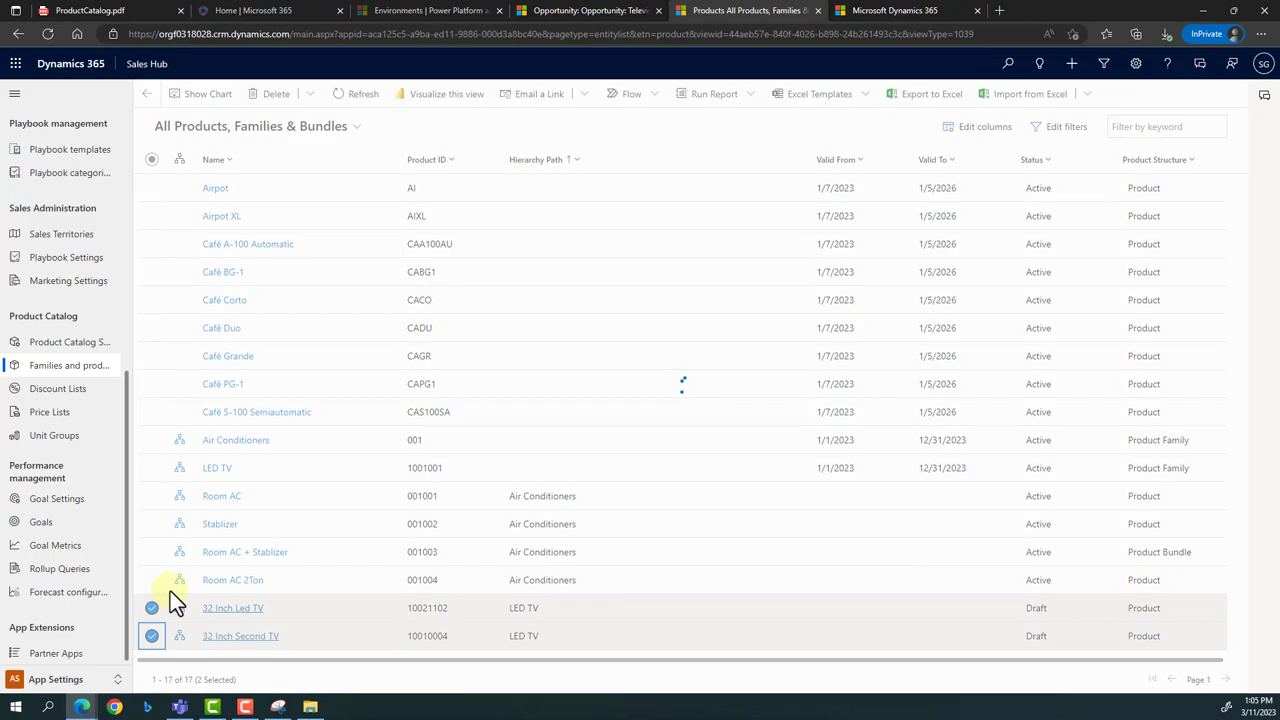 ProductCatalog.pdf
Home | Microsoft 365
Environments | Power Platform a
Opportunity: Opportunity: Televi
Products All Products, Families &
Microsoft Dynamics 365
https://orgf0318028.crm.dynamics.com/main.aspx?appid=aca125c5-a9ba-ed11-9886-000d3a8bc40e&pagetype=entitylist&etn=product&viewid=44aeb57e-840f-4026-b898-24b261493c3c&viewType=1039
InPrivate
Dynamics 365
Sales Hub
SG
Show Chart
Delete
Refresh
Visualize this view
Email a Link
Flow
Run Report
Excel Templates
Export to Excel
Import from Excel
Playbook management
Playbook templates
Playbook categori...
Sales Administration
Sales Territories
Playbook Settings
Marketing Settings
Product Catalog
Product Catalog S...
Families and prod...
Discount Lists
Price Lists
Unit Groups
Performance
management
Goal Settings
Goals
Goal Metrics
Rollup Queries
Forecast configur...
App Extensions
Partner Apps
AS App Settings
All Products, Families & Bundles
Edit columns
Edit filters
Filter by keyword
Name Product ID Hierarchy Path Valid From Valid To Status Product Structure
Airpot AI 1/7/2023 1/5/2026 Active Product
Airpot XL AIXL 1/7/2023 1/5/2026 Active Product
Café A-100 Automatic CAA100AU 1/7/2023 1/5/2026 Active Product
Café BG-1 CABG1 1/7/2023 1/5/2026 Active Product
Café Corto CACO 1/7/2023 1/5/2026 Active Product
Café Duo CADU 1/7/2023 1/5/2026 Active Product
Café Grande CAGR 1/7/2023 1/5/2026 Active Product
Café PG-1 CAPG1 1/7/2023 1/5/2026 Active Product
Café S-100 Semiautomatic CAS100SA 1/7/2023 1/5/2026 Active Product
Air Conditioners 001 1/1/2023 12/31/2023 Active Product Family
LED TV 1001001 1/1/2023 12/31/2023 Active Product Family
Room AC 001001 Air Conditioners Active Product
Stablizer 001002 Air Conditioners Active Product
Room AC + Stablizer 001003 Air Conditioners Active Product Bundle
Room AC 2Ton 001004 Air Conditioners Active Product
32 Inch Led TV 10021102 LED TV Draft Product
32 Inch Second TV 10010004 LED TV Draft Product
1 - 17 of 17 (2 Selected)
Page 1
1:05 PM
3/11/2023